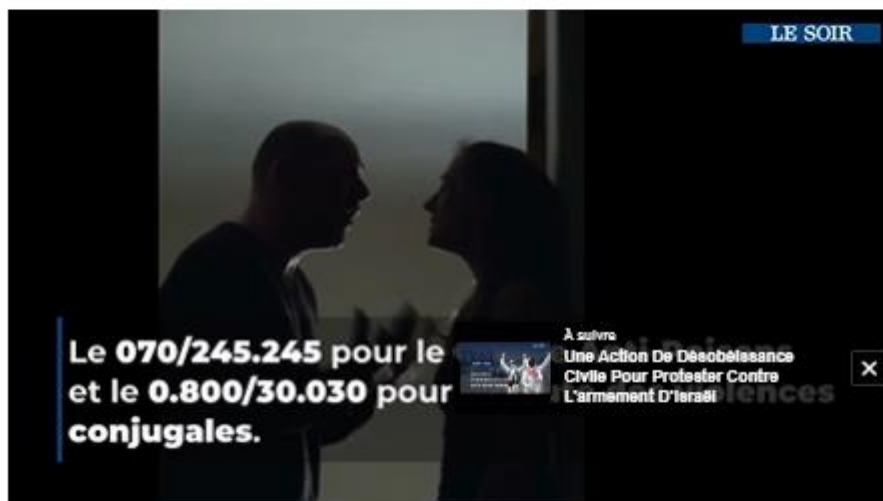 LE SOIR
Le 070/245.245 pour le
et le 0.800/30.030 pour
conjugales.
À suivre
Une Action De Désobéissance
Civile Pour Protester Contre
L'armement D'Israël